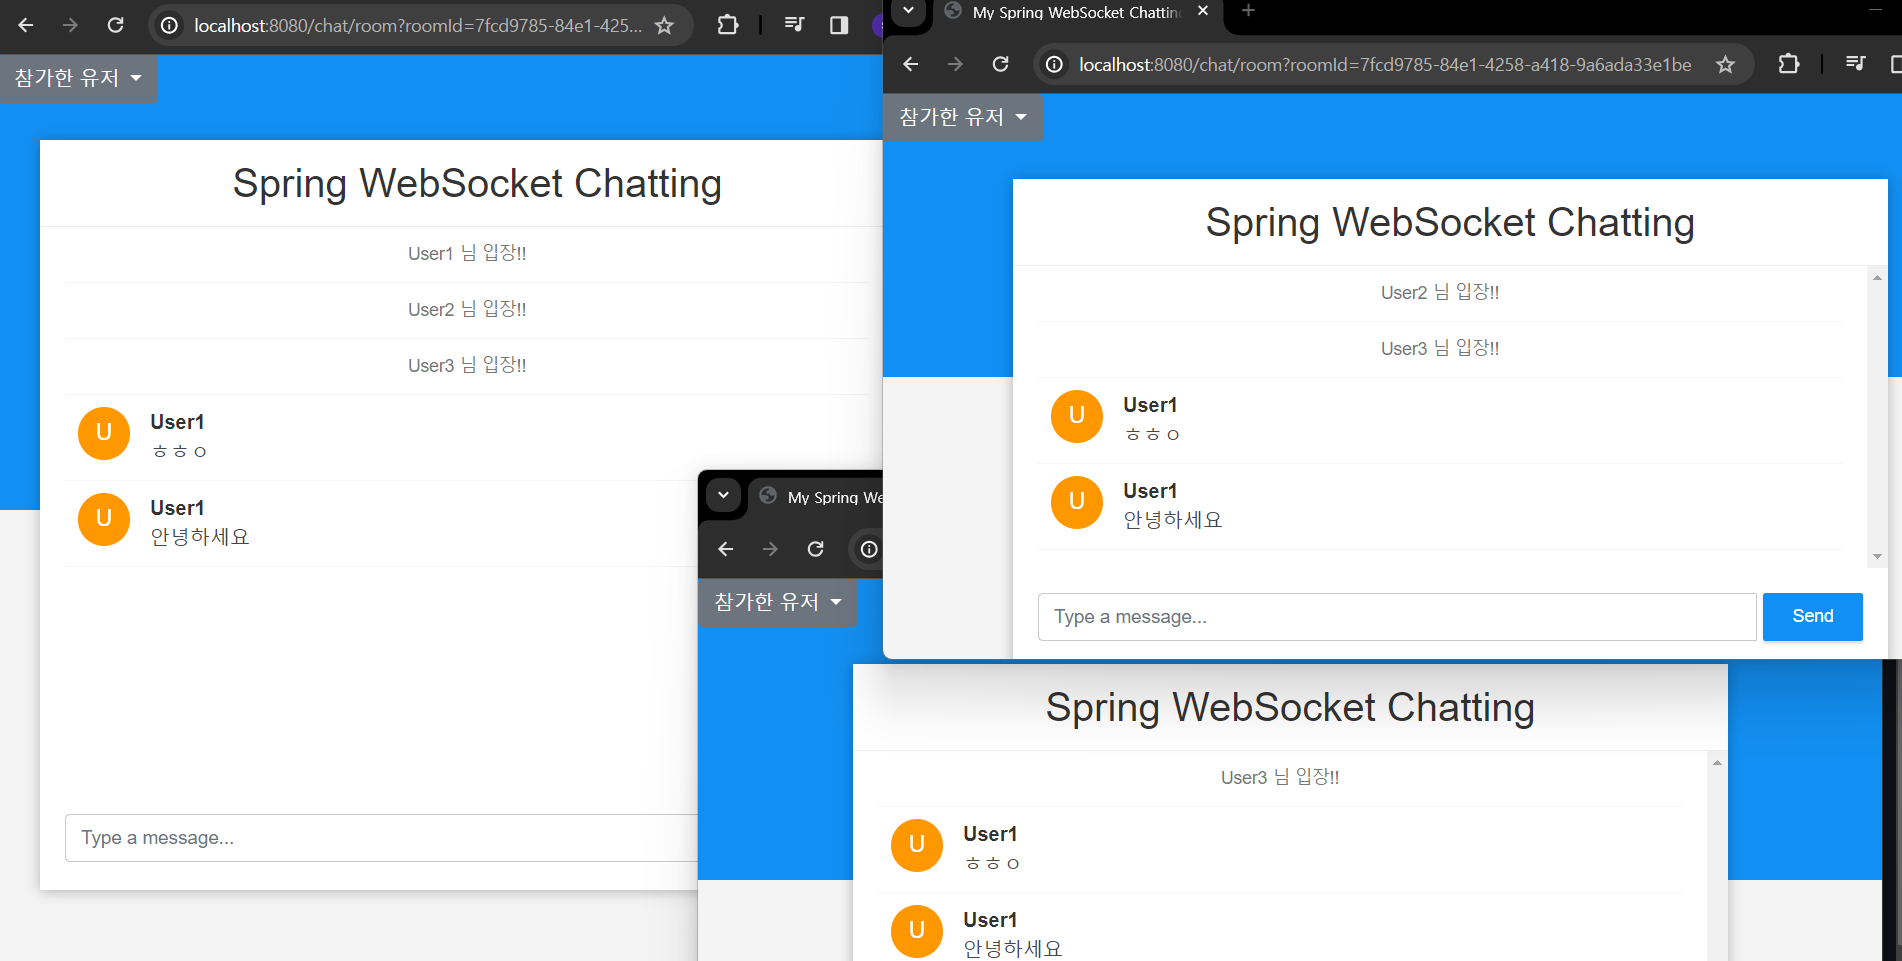 localhost:8080/chat/room?roomId=7fcd9785-84e1-425...
참가한 유저
Spring WebSocket Chatting
User1 님 입장!!
User2 님 입장!!
User3 님 입장!!
U
User1
ㅎㅎㅇ
U
User1
안녕하세요
Type a message...
My Spring WebSocket Chatting
localhost:8080/chat/room?roomId=7fcd9785-84e1-4258-a418-9a6ada33e1be
참가한 유저
Spring WebSocket Chatting
User2 님 입장!!
User3 님 입장!!
U
User1
ㅎㅎㅇ
U
User1
안녕하세요
Type a message...
Send
My Spring We
참가한 유저
Spring WebSocket Chatting
User3 님 입장!!
U
User1
ㅎㅎㅇ
U
User1
안녕하세요